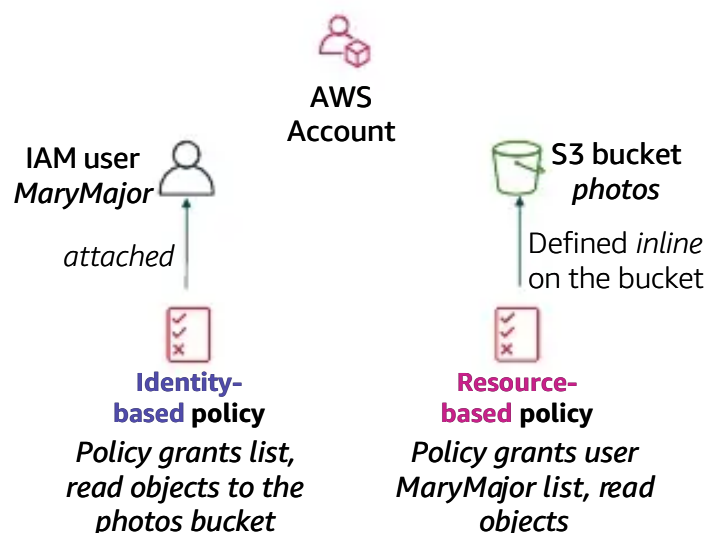 AWS
Account
IAM user
MaryMajor
S3 bucket
photos
attached
Defined inline
on the bucket
Identity-
based policy
Policy grants list,
read objects to the
photos bucket
Resource-
based policy
Policy grants user
MaryMajor list, read
objects